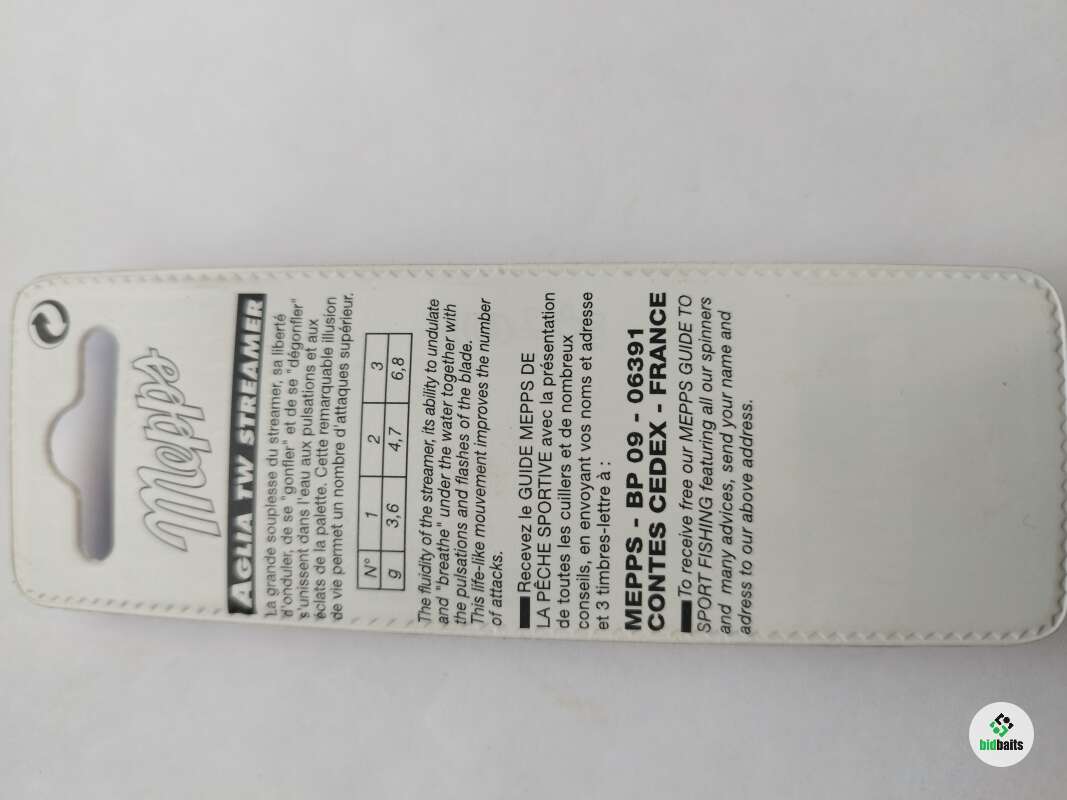 Mepps
AGLIA TW STREAMER
La grande souplesse du streamer, sa liberté
d'onduler, de se "gonfler" et de se "dégonfler"
s'unissent dans l'eau aux pulsations et aux
éclats de la palette. Cette remarquable illusion
de vie permet un nombre d'attaques supérieur.
N° 1 2 3
g 3,6 4,7 6,8
The fluidity of the streamer, its ability to undulate
and "breathe" under the water together with
the pulsations and flashes of the blade.
This life-like mouvement improves the number
of attacks.
Recevez le GUIDE MEPPS DE
LA PÊCHE SPORTIVE avec la présentation
de toutes les cuillers et de nombreux
conseils, en envoyant vos noms et adresse
et 3 timbres-lettre à :
MEPPS - BP 09 - 06391
CONTES CEDEX - FRANCE
To receive free our MEPPS GUIDE TO
SPORT FISHING featuring all our spinners
and many advices, send your name and
adress to our above address.
bidbaits